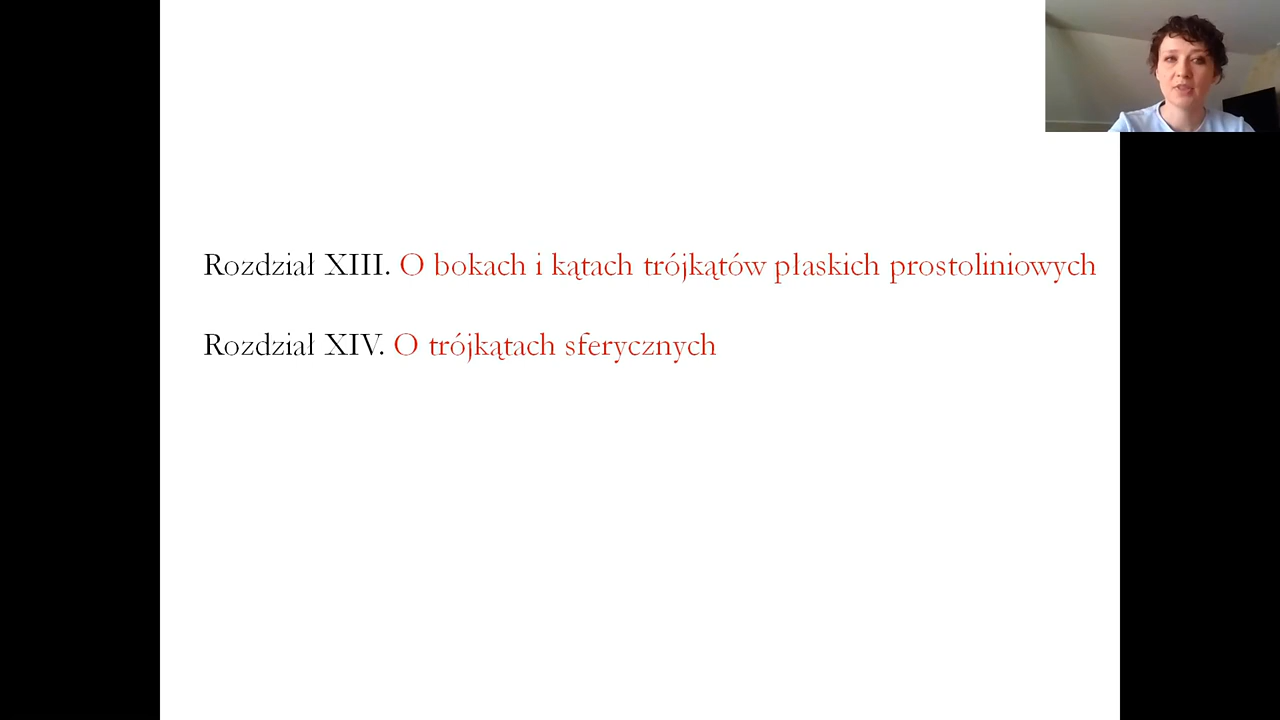 Rozdział XIII. O bokach i kątach trójkątów płaskich prostoliniowych
Rozdział XIV. O trójkątach sferycznych